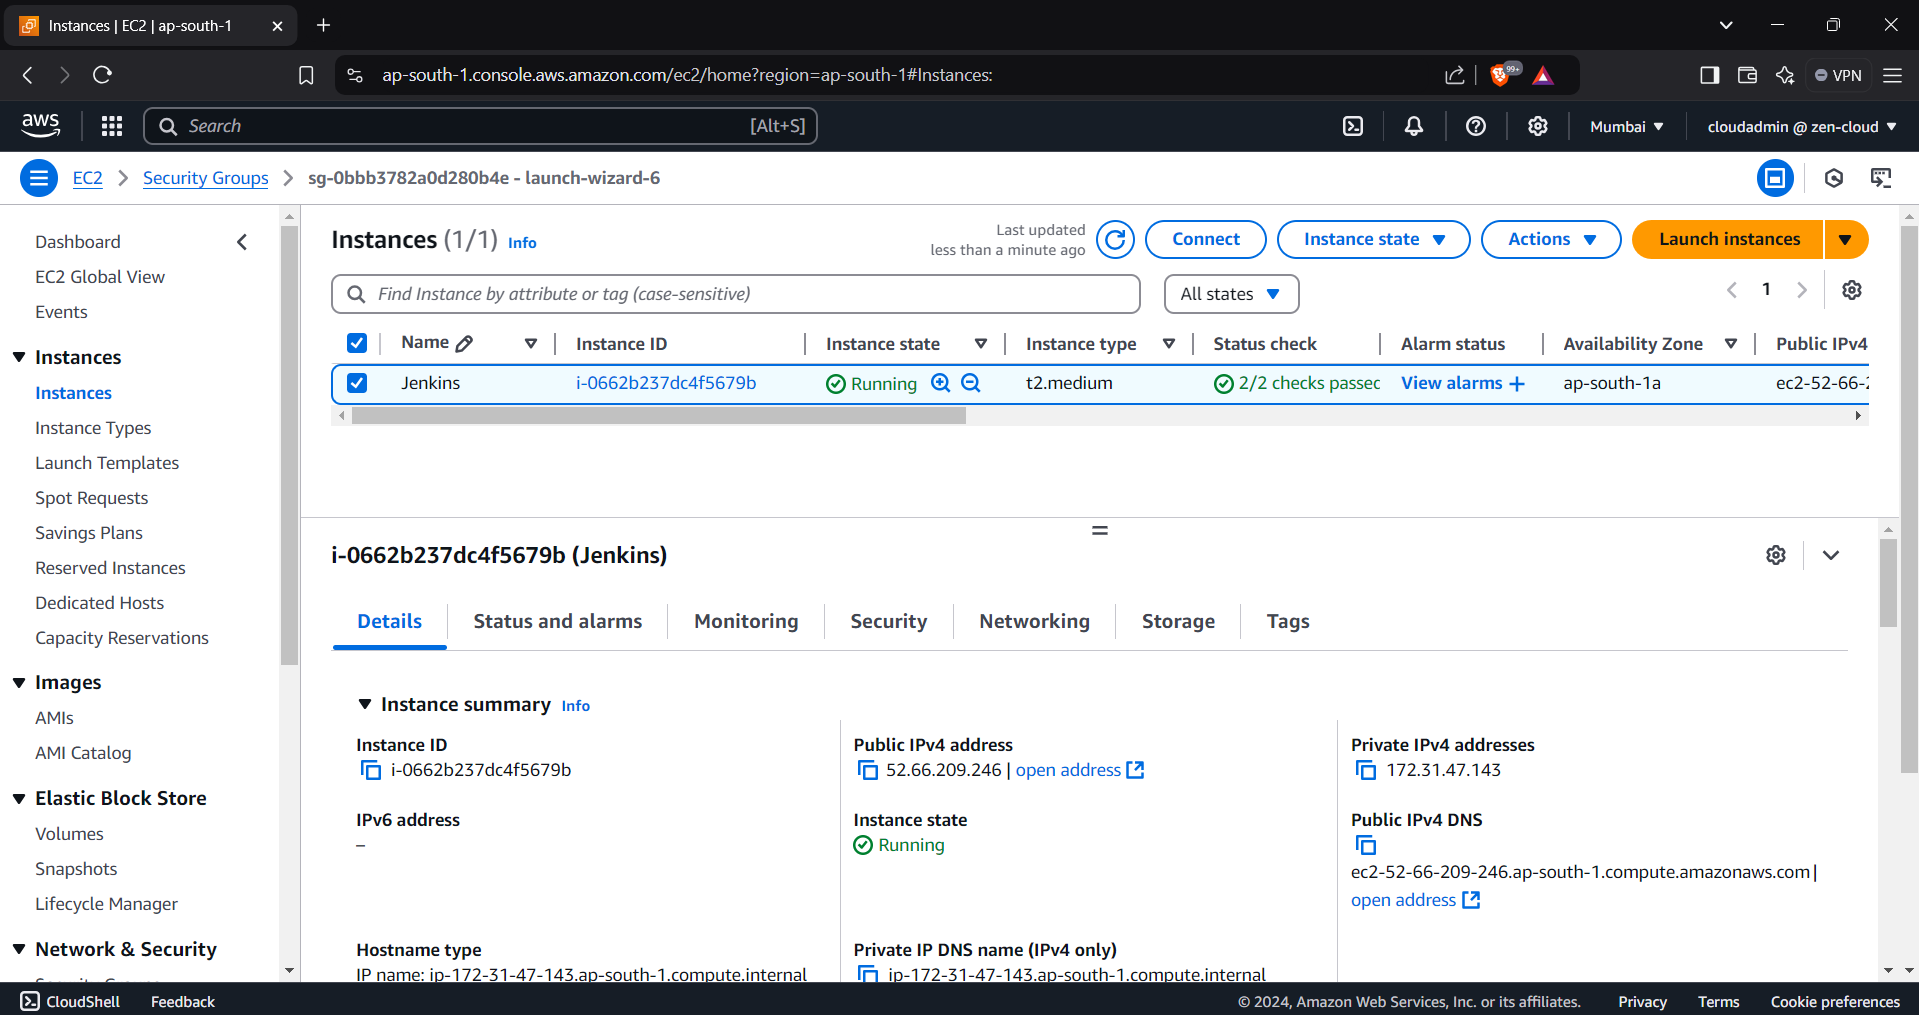 Instances | EC2 | ap-south-1
ap-south-1.console.aws.amazon.com/ec2/home?region=ap-south-1#Instances:
99+
VPN
aws
Search
[Alt+S]
Mumbai
cloudadmin @ zen-cloud
EC2
Security Groups
sg-0bbb3782a0d280b4e - launch-wizard-6
Dashboard
EC2 Global View
Events
Instances
Instances
Instance Types
Launch Templates
Spot Requests
Savings Plans
Reserved Instances
Dedicated Hosts
Capacity Reservations
Images
AMIs
AMI Catalog
Elastic Block Store
Volumes
Snapshots
Lifecycle Manager
Network & Security
Instances (1/1) Info
Last updated
less than a minute ago
Connect
Instance state
Actions
Launch instances
Find Instance by attribute or tag (case-sensitive)
All states
1
Name Instance ID Instance state Instance type Status check Alarm status Availability Zone Public IPv4
Jenkins i-0662b237dc4f5679b Running t2.medium 2/2 checks passed View alarms + ap-south-1a ec2-52-66-2
i-0662b237dc4f5679b (Jenkins)
Details Status and alarms Monitoring Security Networking Storage Tags
Instance summary Info
Instance ID
i-0662b237dc4f5679b
Public IPv4 address
52.66.209.246 | open address
Private IPv4 addresses
172.31.47.143
IPv6 address
–
Instance state
Running
Public IPv4 DNS
ec2-52-66-209-246.ap-south-1.compute.amazonaws.com |
open address
Hostname type
IP name: ip-172-31-47-143.ap-south-1.compute.internal
Private IP DNS name (IPv4 only)
ip-172-31-47-143.ap-south-1.compute.internal
CloudShell
Feedback
© 2024, Amazon Web Services, Inc. or its affiliates.
Privacy
Terms
Cookie preferences